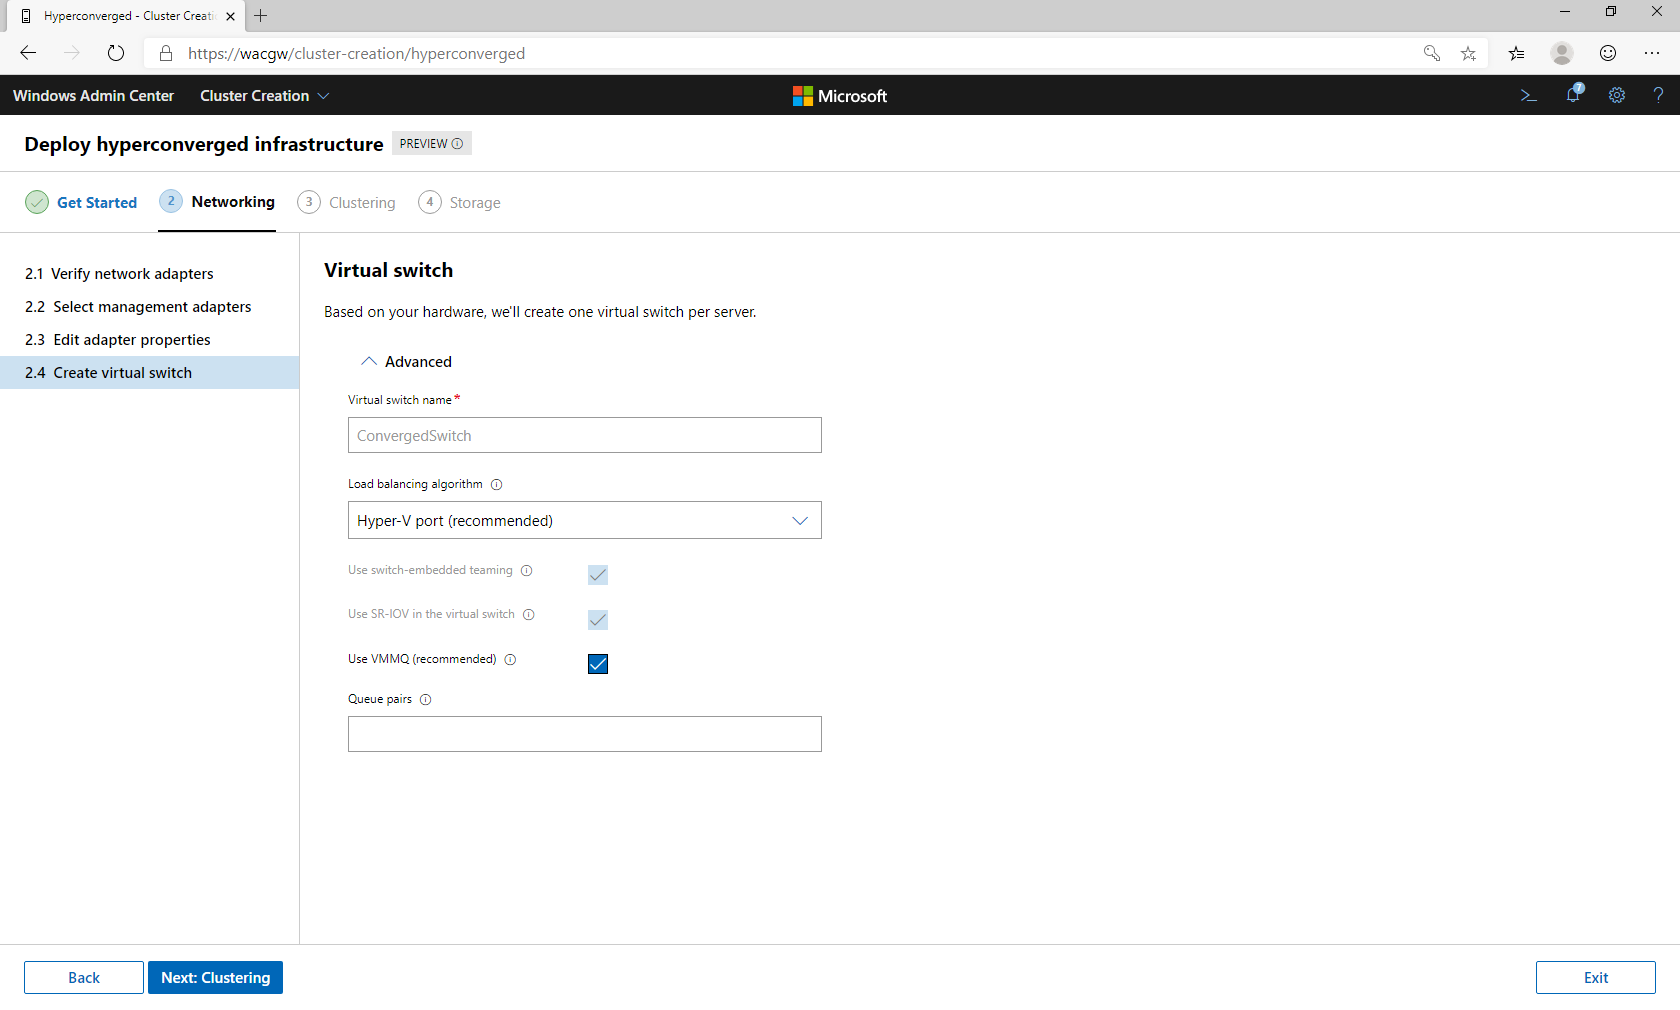 Hyperconverged - Cluster Creati
https://wacgw/cluster-creation/hyperconverged
Windows Admin Center Cluster Creation Microsoft 7 ?
Deploy hyperconverged infrastructure PREVIEW
Get Started 2 Networking 3 Clustering 4 Storage
2.1 Verify network adapters
2.2 Select management adapters
2.3 Edit adapter properties
2.4 Create virtual switch
Virtual switch
Based on your hardware, we'll create one virtual switch per server.
Advanced
Virtual switch name*
ConvergedSwitch
Load balancing algorithm
Hyper-V port (recommended)
Use switch-embedded teaming
Use SR-IOV in the virtual switch
Use VMMQ (recommended)
Queue pairs
Back Next: Clustering Exit